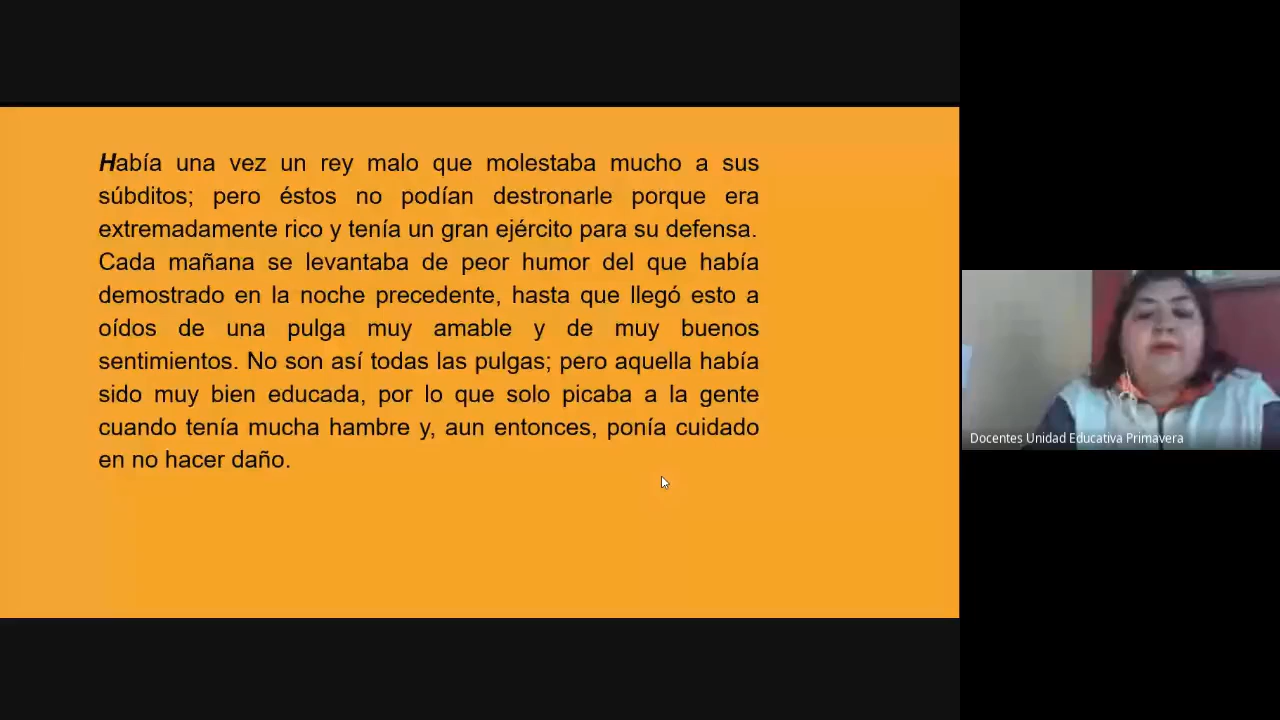 Había una vez un rey malo que molestaba mucho a sus
súbditos; pero éstos no podían destronarle porque era
extremadamente rico y tenía un gran ejército para su defensa.
Cada mañana se levantaba de peor humor del que había
demostrado en la noche precedente, hasta que llegó esto a
oídos de una pulga muy amable y de muy buenos
sentimientos. No son así todas las pulgas; pero aquella había
sido muy bien educada, por lo que solo picaba a la gente
cuando tenía mucha hambre y, aun entonces, ponía cuidado
en no hacer daño.
Docentes Unidad Educativa Primavera